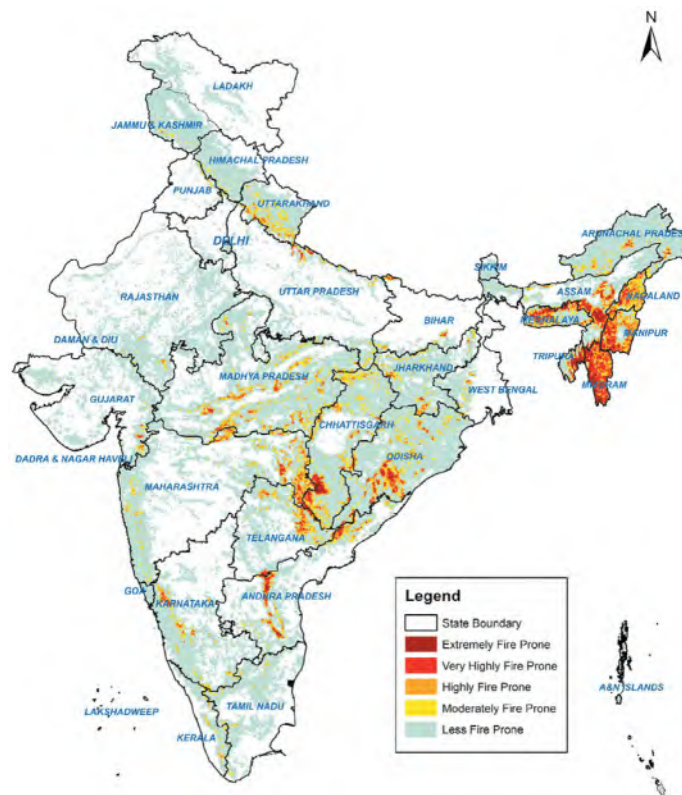 N
LADAKH
JAMMU & KASHMIR
HIMACHAL PRADESH
PUNJAB
UTTARAKHAND
DELHI
ARUNACHAL PRADES
SIKKIM
RAJASTHAN
UTTAR PRADESH
ASSAM
NAGALAND
BIHAR
MEGHALAYA
MANIPUR
DAMAN & DIU
TRIPURA
JHARKHAND
MADHYA PRADESH
MIZORAM
WEST BENGAL
GUJARAT
CHHATTISGARH
DADRA & NAGAR HAVELI
ODISHA
MAHARASHTRA
TELANGANA
GOA
KARNATAKA
ANDHRA PRADESH
Legend
State Boundary
Extremely Fire Prone
Very Highly Fire Prone
Highly Fire Prone
Moderately Fire Prone
Less Fire Prone
A&N ISLANDS
LAKSHADWEEP
TAMIL NADU
KERALA